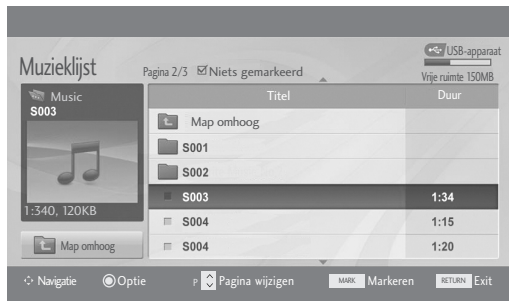 USB-apparaat
Muzieklijst Pagina 2/3 Niets gemarkeerd Vrije ruimte 150MB
Music
S003
1:340, 120KB
Map omhoog
Titel Duur
Map omhoog
S001
S002
S003 1:34
S004 1:15
S004 1:20
Navigatie Optie P Pagina wijzigen MARK Markeren RETURN Exit